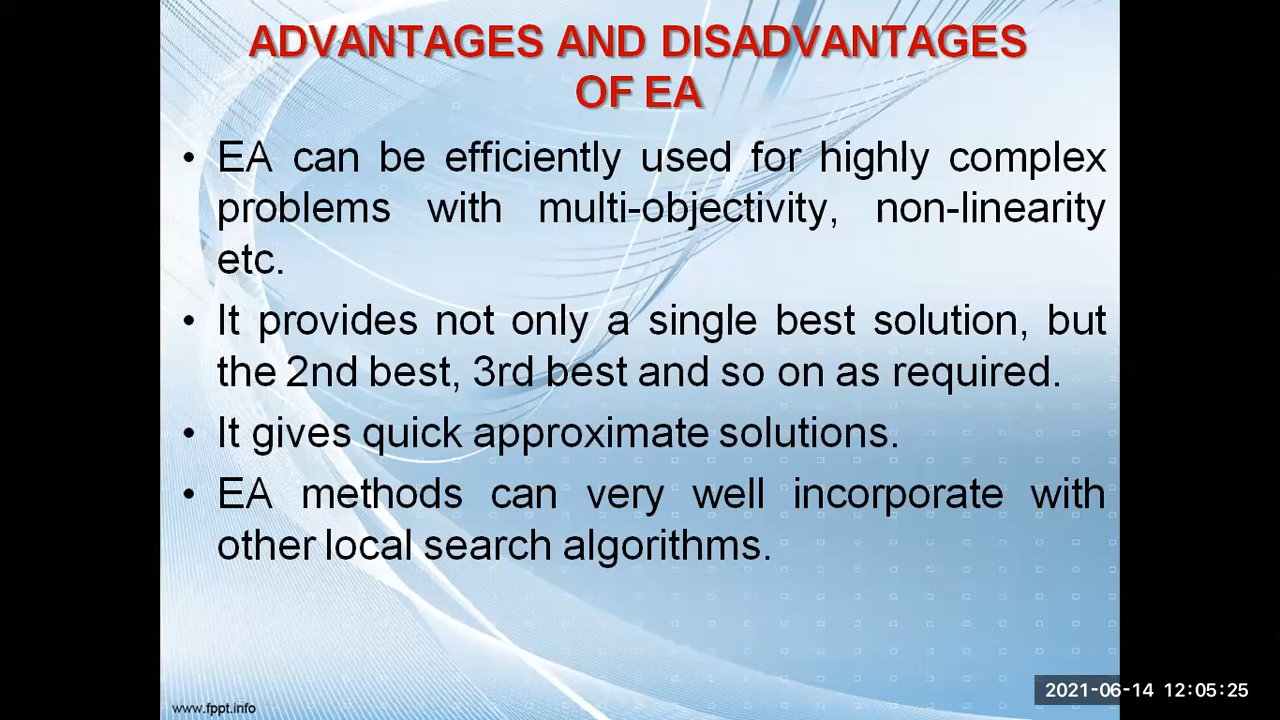 ADVANTAGES AND DISADVANTAGES
OF EA
• EA can be efficiently used for highly complex
problems with multi-objectivity, non-linearity
etc.
• It provides not only a single best solution, but
the 2nd best, 3rd best and so on as required.
• It gives quick approximate solutions.
• EA methods can very well incorporate with
other local search algorithms.
www.fppt.info
2021-06-14 12:05:25